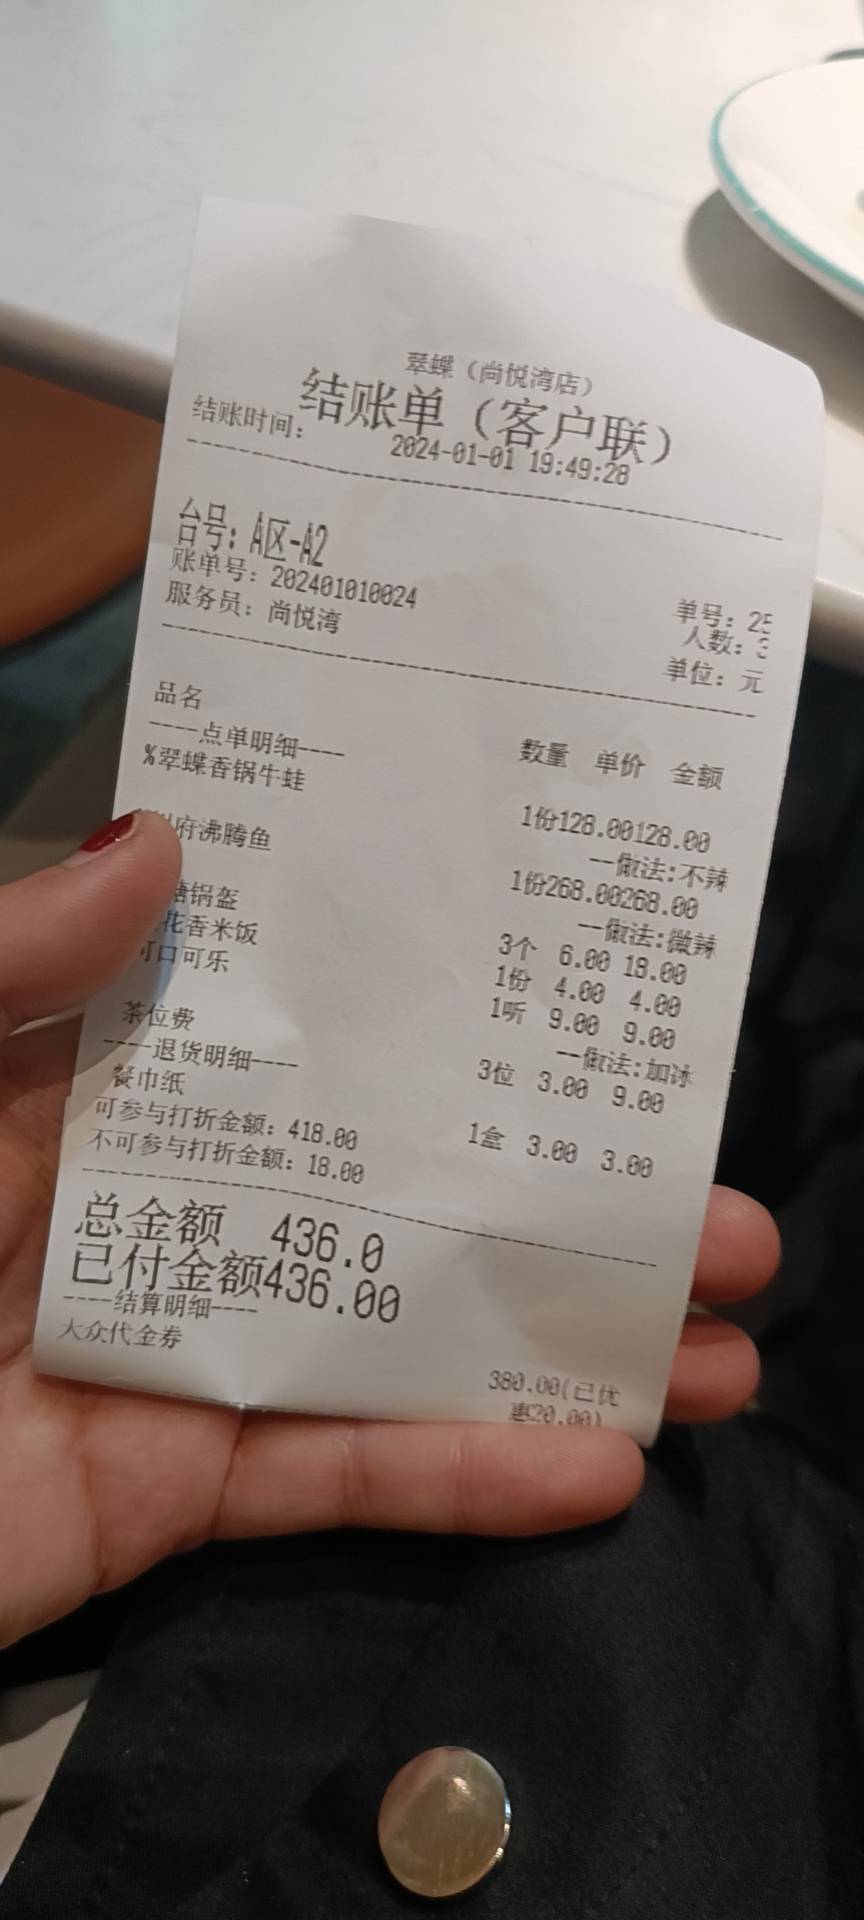 翠蝶（尚悦湾店）
结账单（客户联）
结账时间： 2024-01-01 19:49:28
台号：A区-A2
账单号：202401010024 单号：25
服务员：尚悦湾 人数：3
单位：元
品名 数量 单价 金额
----点单明细----
%翠蝶香锅牛蛙 1份128.00128.00
--做法:不辣
府沸腾鱼 1份268.00268.00
--做法:微辣
糖锅盔 3个 6.00 18.00
花香米饭 1份 4.00 4.00
可口可乐 1听 9.00 9.00
--做法:加冰
茶位费 3位 3.00 9.00
----退货明细----
餐巾纸 1盒 3.00 3.00
可参与打折金额：418.00
不可参与打折金额：18.00
总金额 436.0
已付金额436.00
----结算明细----
大众代金券 380.00(已优
惠20.00)